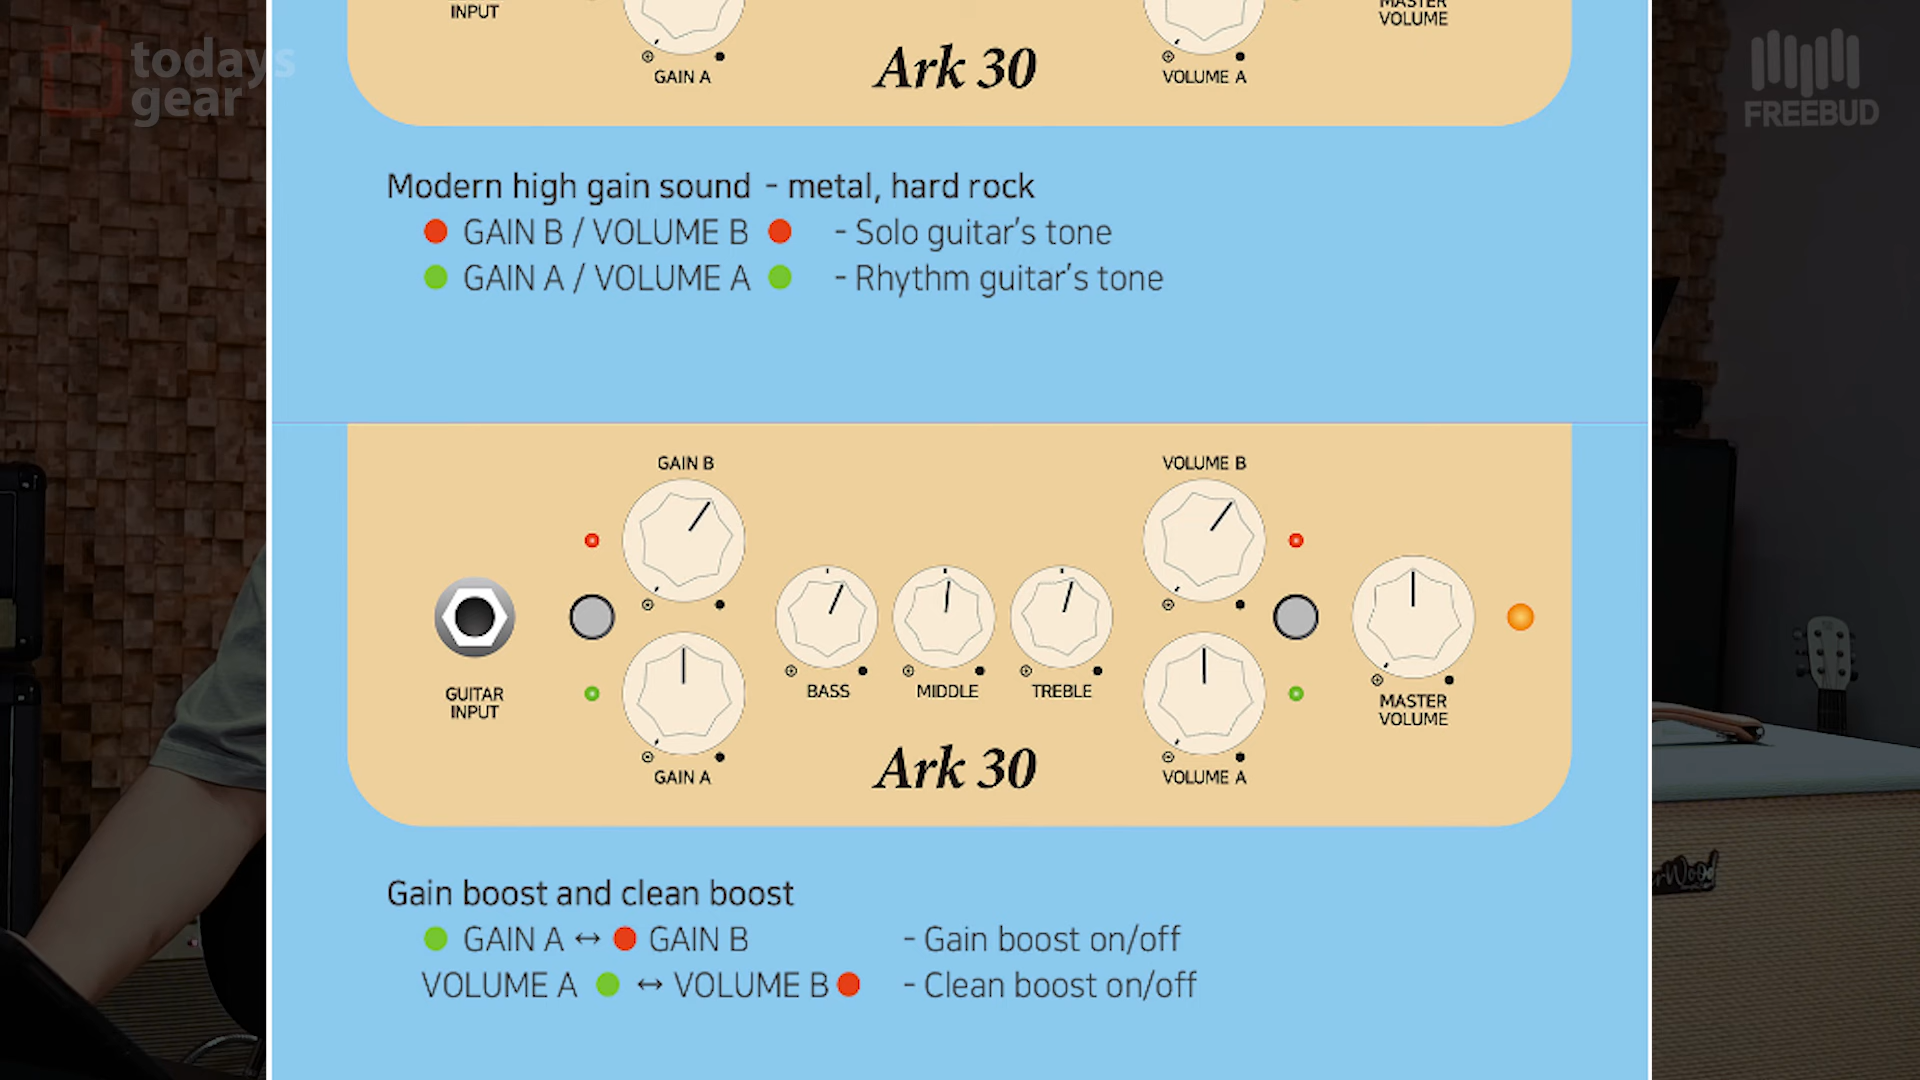 INPUT
MASTER
VOLUME
todays
gear
GAIN A
Ark 30
VOLUME A
FREEBUD
Modern high gain sound - metal, hard rock
GAIN B / VOLUME B - Solo guitar's tone
GAIN A / VOLUME A - Rhythm guitar's tone
GAIN B
VOLUME B
GUITAR
INPUT
BASS
MIDDLE
TREBLE
MASTER
VOLUME
GAIN A
Ark 30
VOLUME A
Gain boost and clean boost
GAIN A ↔ GAIN B - Gain boost on/off
VOLUME A ↔ VOLUME B - Clean boost on/off